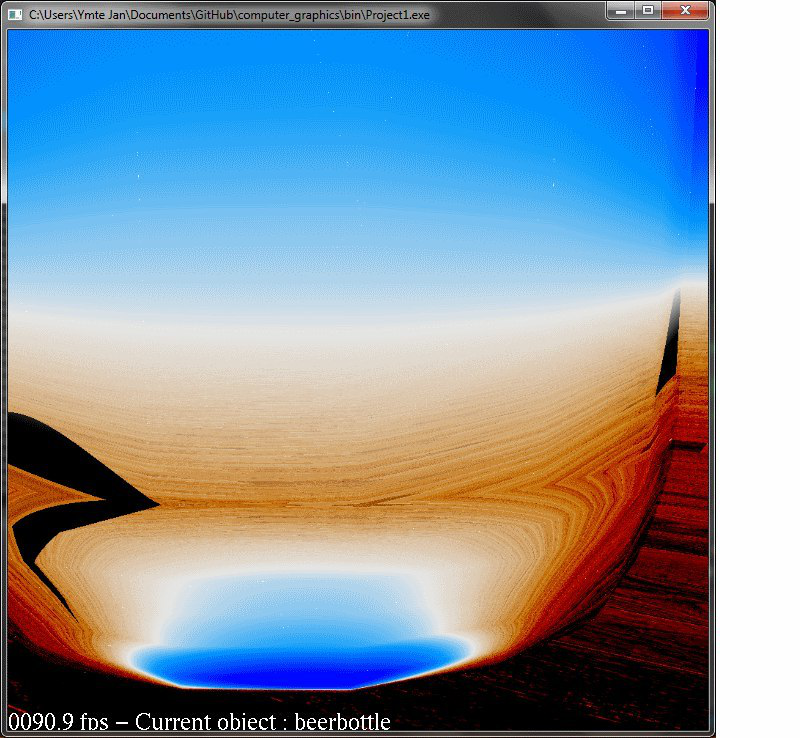 C:\Users\Ymte Jan\Documents\GitHub\computer_graphics\bin\Project1.exe
0090.9 fps – Current object : beerbottle